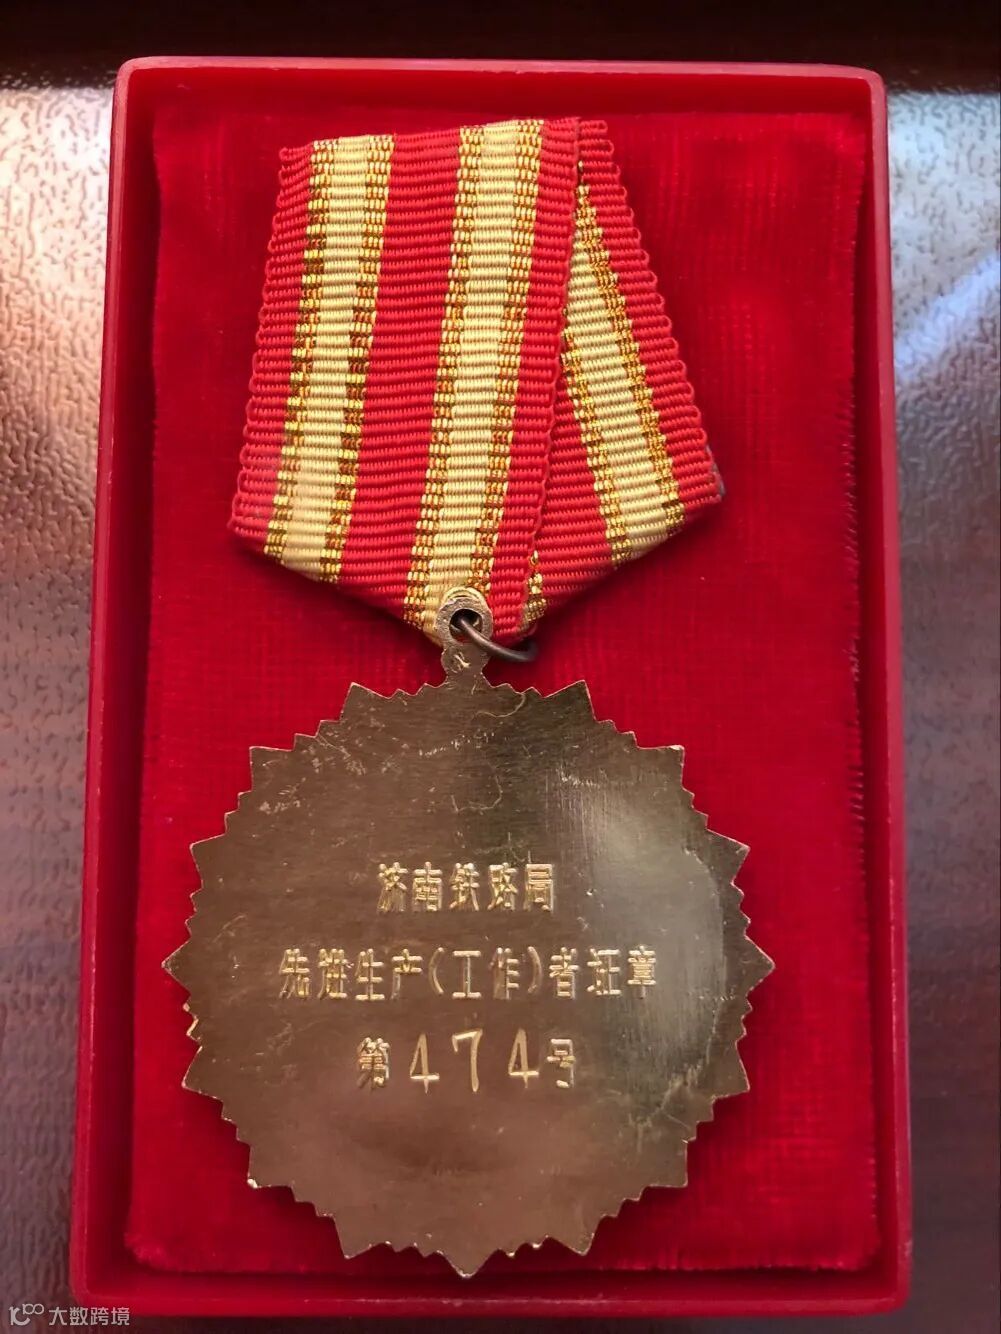 济南铁路局
先进生产(工作)者证章
第474号
大数跨境